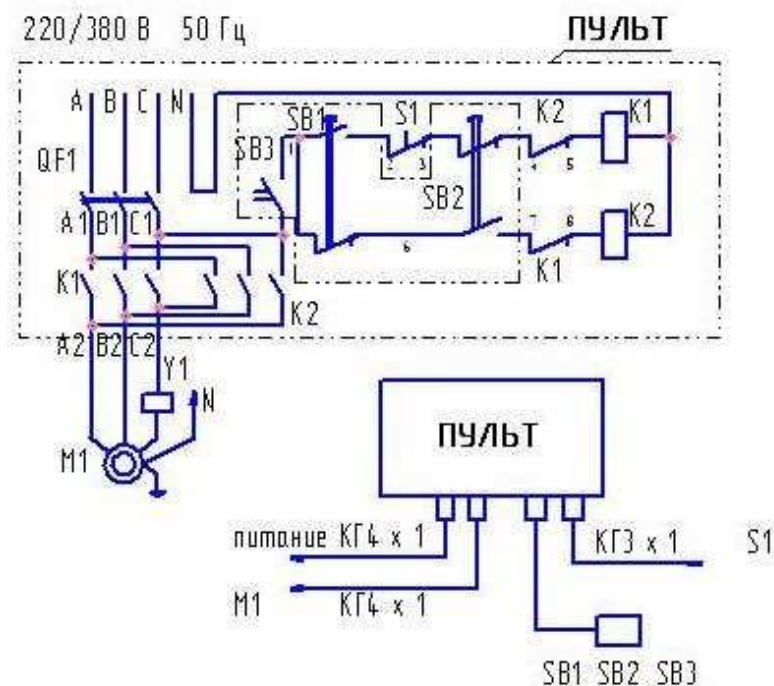 220/380 В 50 Гц
ПУЛЬТ
A B C N
SB1 S1 K2 K1
QF1 SB3
1 2 3 4 5
SB2
A1 B1 C1
K2
6 7 8
K1 K1
K2
A2 B2 C2
Y1
N
M1
ПУЛЬТ
питание КГ4 х 1
КГ3 х 1 S1
M1 КГ4 х 1
SB1 SB2 SB3